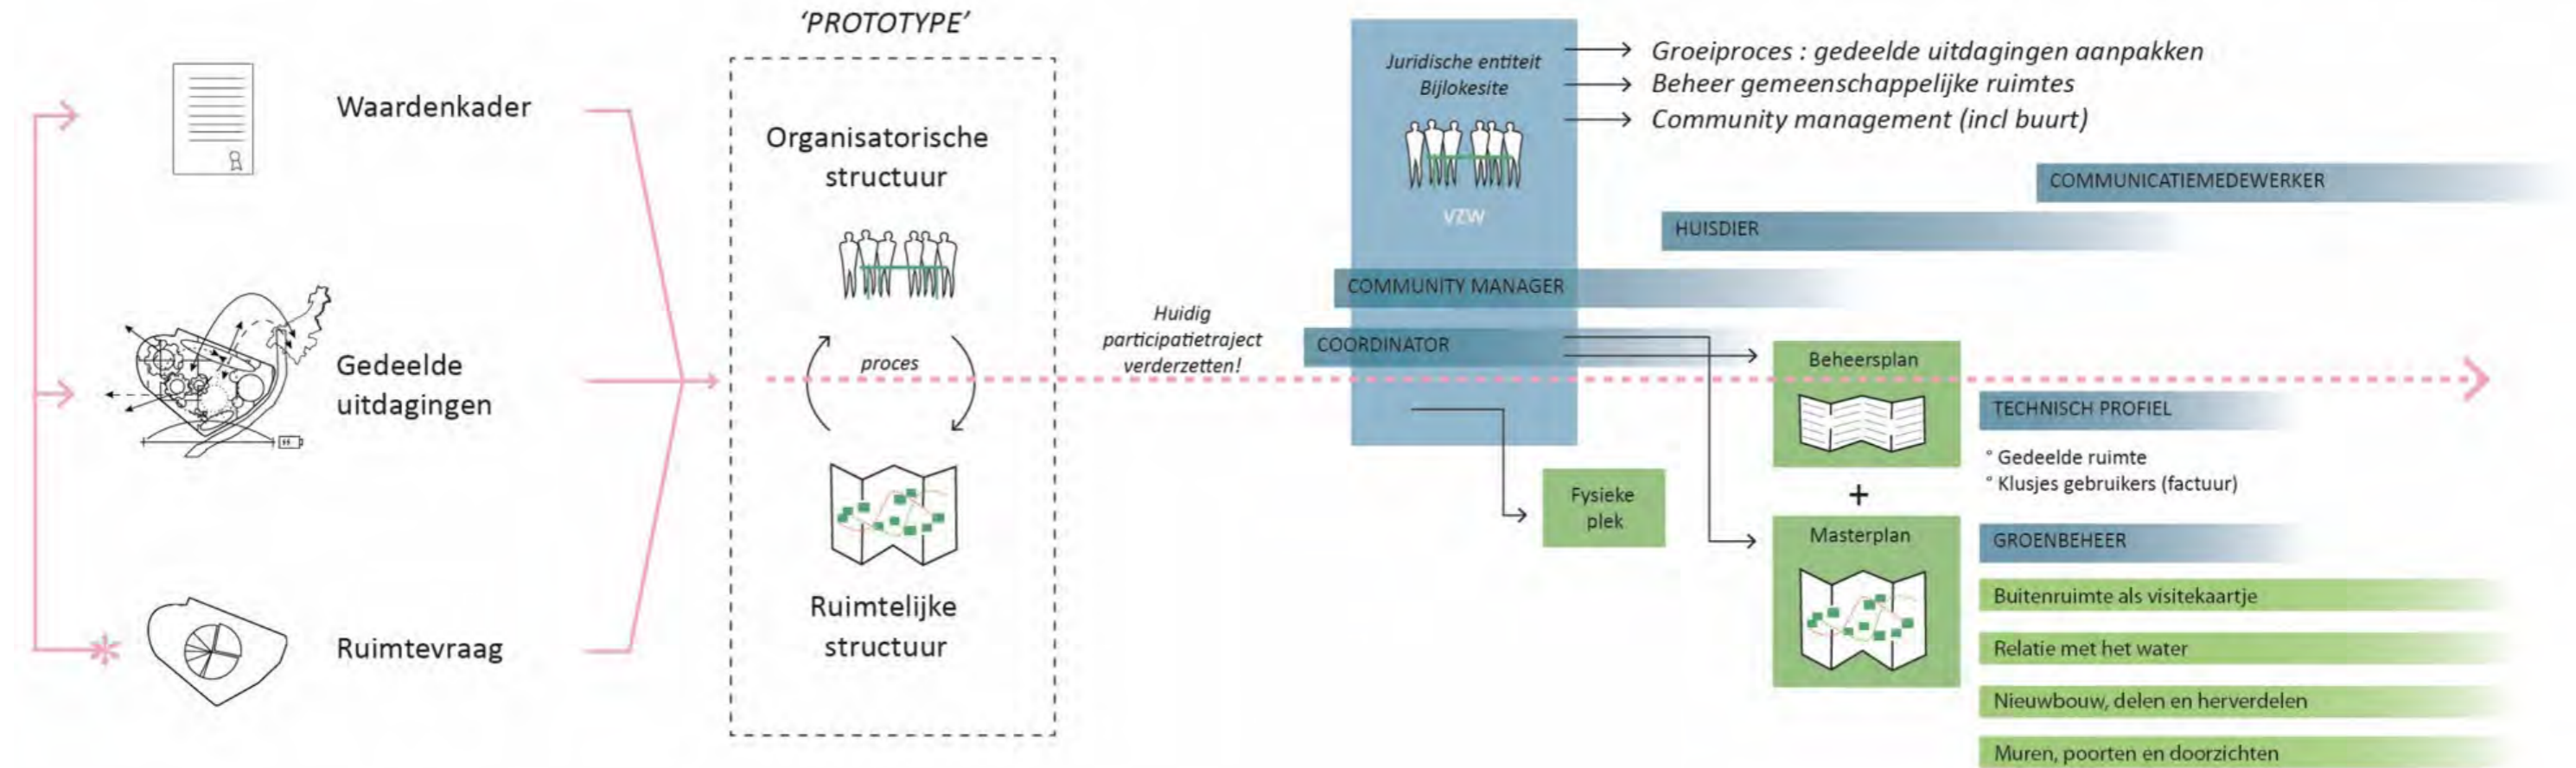 ‘PROTOTYPE’
Waardenkader
Gedeelde
uitdagingen
Ruimtevraag
Organisatorische
structuur
proces
Ruimtelijke
structuur
Huidig
participatietraject
verderzetten!
Juridische entiteit
Bijlokesite
VZW
Groeiproces : gedeelde uitdagingen aanpakken
Beheer gemeenschappelijke ruimtes
Community management (incl buurt)
COMMUNICATIEMEDEWERKER
HUISDIER
COMMUNITY MANAGER
COORDINATOR
Fysieke
plek
Beheersplan
+
Masterplan
TECHNISCH PROFIEL
° Gedeelde ruimte
° Klusjes gebruikers (factuur)
GROENBEHEER
Buitenruimte als visitekaartje
Relatie met het water
Nieuwbouw, delen en herverdelen
Muren, poorten en doorzichten